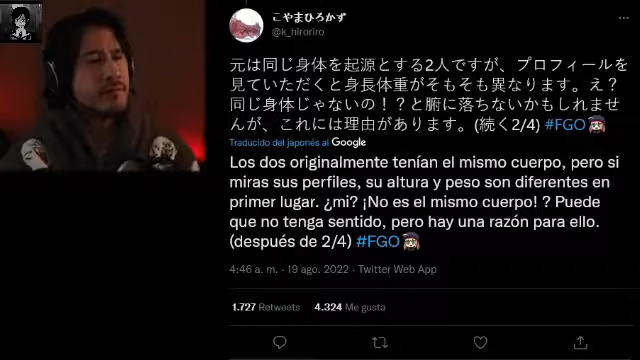 こやまひろかず
@k_hiroriro
元は同じ身体を起源とする2人ですが、プロフィールを
見ていただくと身長体重がそもそも異なります。え？
同じ身体じゃないの！？と腑に落ちないかもしれませ
んが、これには理由があります。(続く2/4) #FGO
Traducido del japonés al Google
Los dos originalmente tenían el mismo cuerpo, pero si
miras sus perfiles, su altura y peso son diferentes en
primer lugar. ¿mi? ¡No es el mismo cuerpo! ? Puede
que no tenga sentido, pero hay una razón para ello.
(después de 2/4) #FGO
4:46 a. m. · 19 ago. 2022 · Twitter Web App
1.727 Retweets 4.324 Me gusta